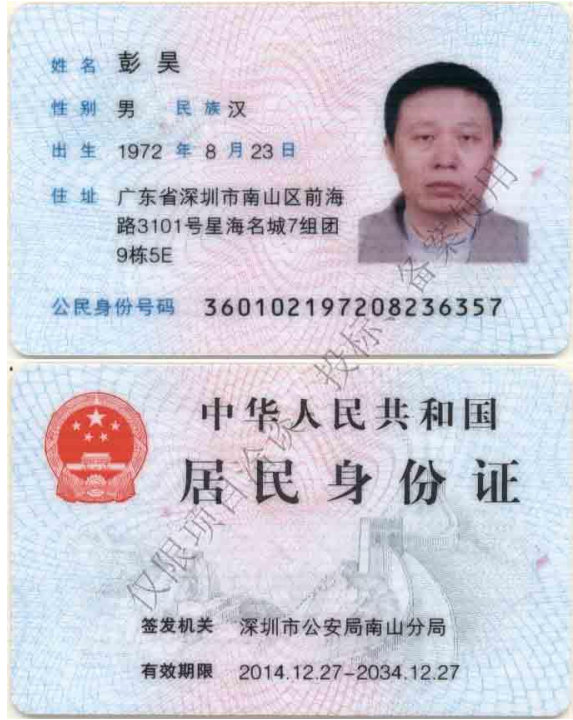 姓名 彭昊
性别 男 民族 汉
出生 1972 年 8 月 23 日
住址 广东省深圳市南山区前海
路3101号星海名城7组团
9栋5E
公民身份号码 360102197208236357
中华人民共和国
居民身份证
签发机关 深圳市公安局南山分局
有效期限 2014.12.27-2034.12.27
仅限项目洽谈、投标、备案使用